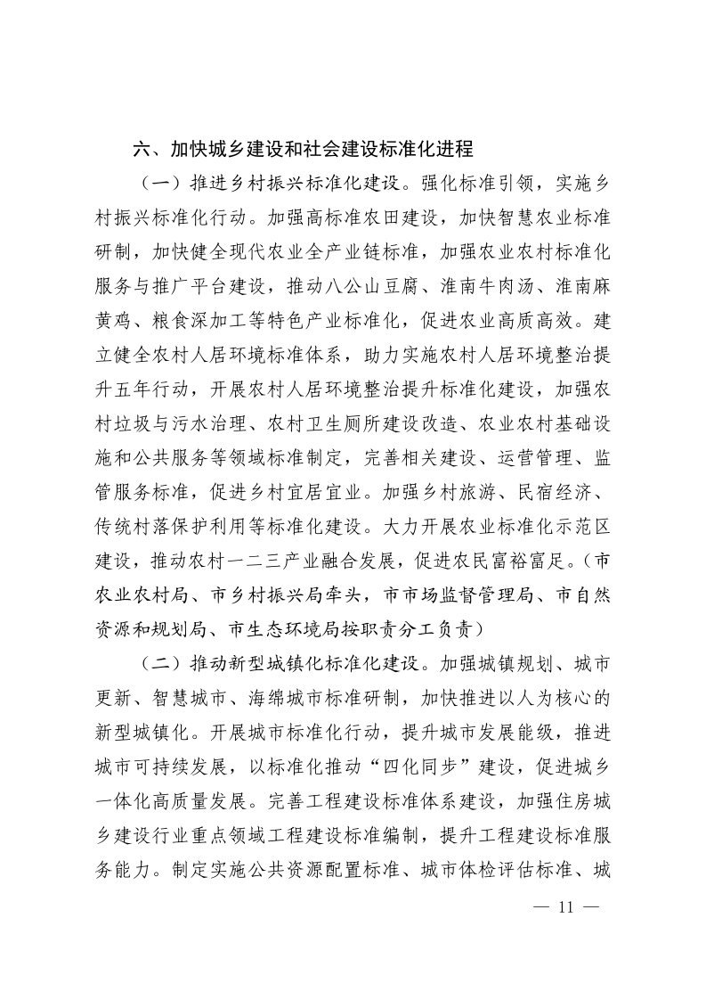 六、加快城乡建设和社会建设标准化进程
（一）推进乡村振兴标准化建设。强化标准引领，实施乡
村振兴标准化行动。加强高标准农田建设，加快智慧农业标准
研制，加快健全现代农业全产业链标准，加强农业农村标准化
服务与推广平台建设，推动八公山豆腐、淮南牛肉汤、淮南麻
黄鸡、粮食深加工等特色产业标准化，促进农业高质高效。建
立健全农村人居环境标准体系，助力实施农村人居环境整治提
升五年行动，开展农村人居环境整治提升标准化建设，加强农
村垃圾与污水治理、农村卫生厕所建设改造、农业农村基础设
施和公共服务等领域标准制定，完善相关建设、运营管理、监
管服务标准，促进乡村宜居宜业。加强乡村旅游、民宿经济、
传统村落保护利用等标准化建设。大力开展农业标准化示范区
建设，推动农村一二三产业融合发展，促进农民富裕富足。（市
农业农村局、市乡村振兴局牵头，市市场监督管理局、市自然
资源和规划局、市生态环境局按职责分工负责）
（二）推动新型城镇化标准化建设。加强城镇规划、城市
更新、智慧城市、海绵城市标准研制，加快推进以人为核心的
新型城镇化。开展城市标准化行动，提升城市发展能级，推进
城市可持续发展，以标准化推动“四化同步”建设，促进城乡
一体化高质量发展。完善工程建设标准体系建设，加强住房城
乡建设行业重点领域工程建设标准编制，提升工程建设标准服
务能力。制定实施公共资源配置标准、城市体检评估标准、城
— 11 —